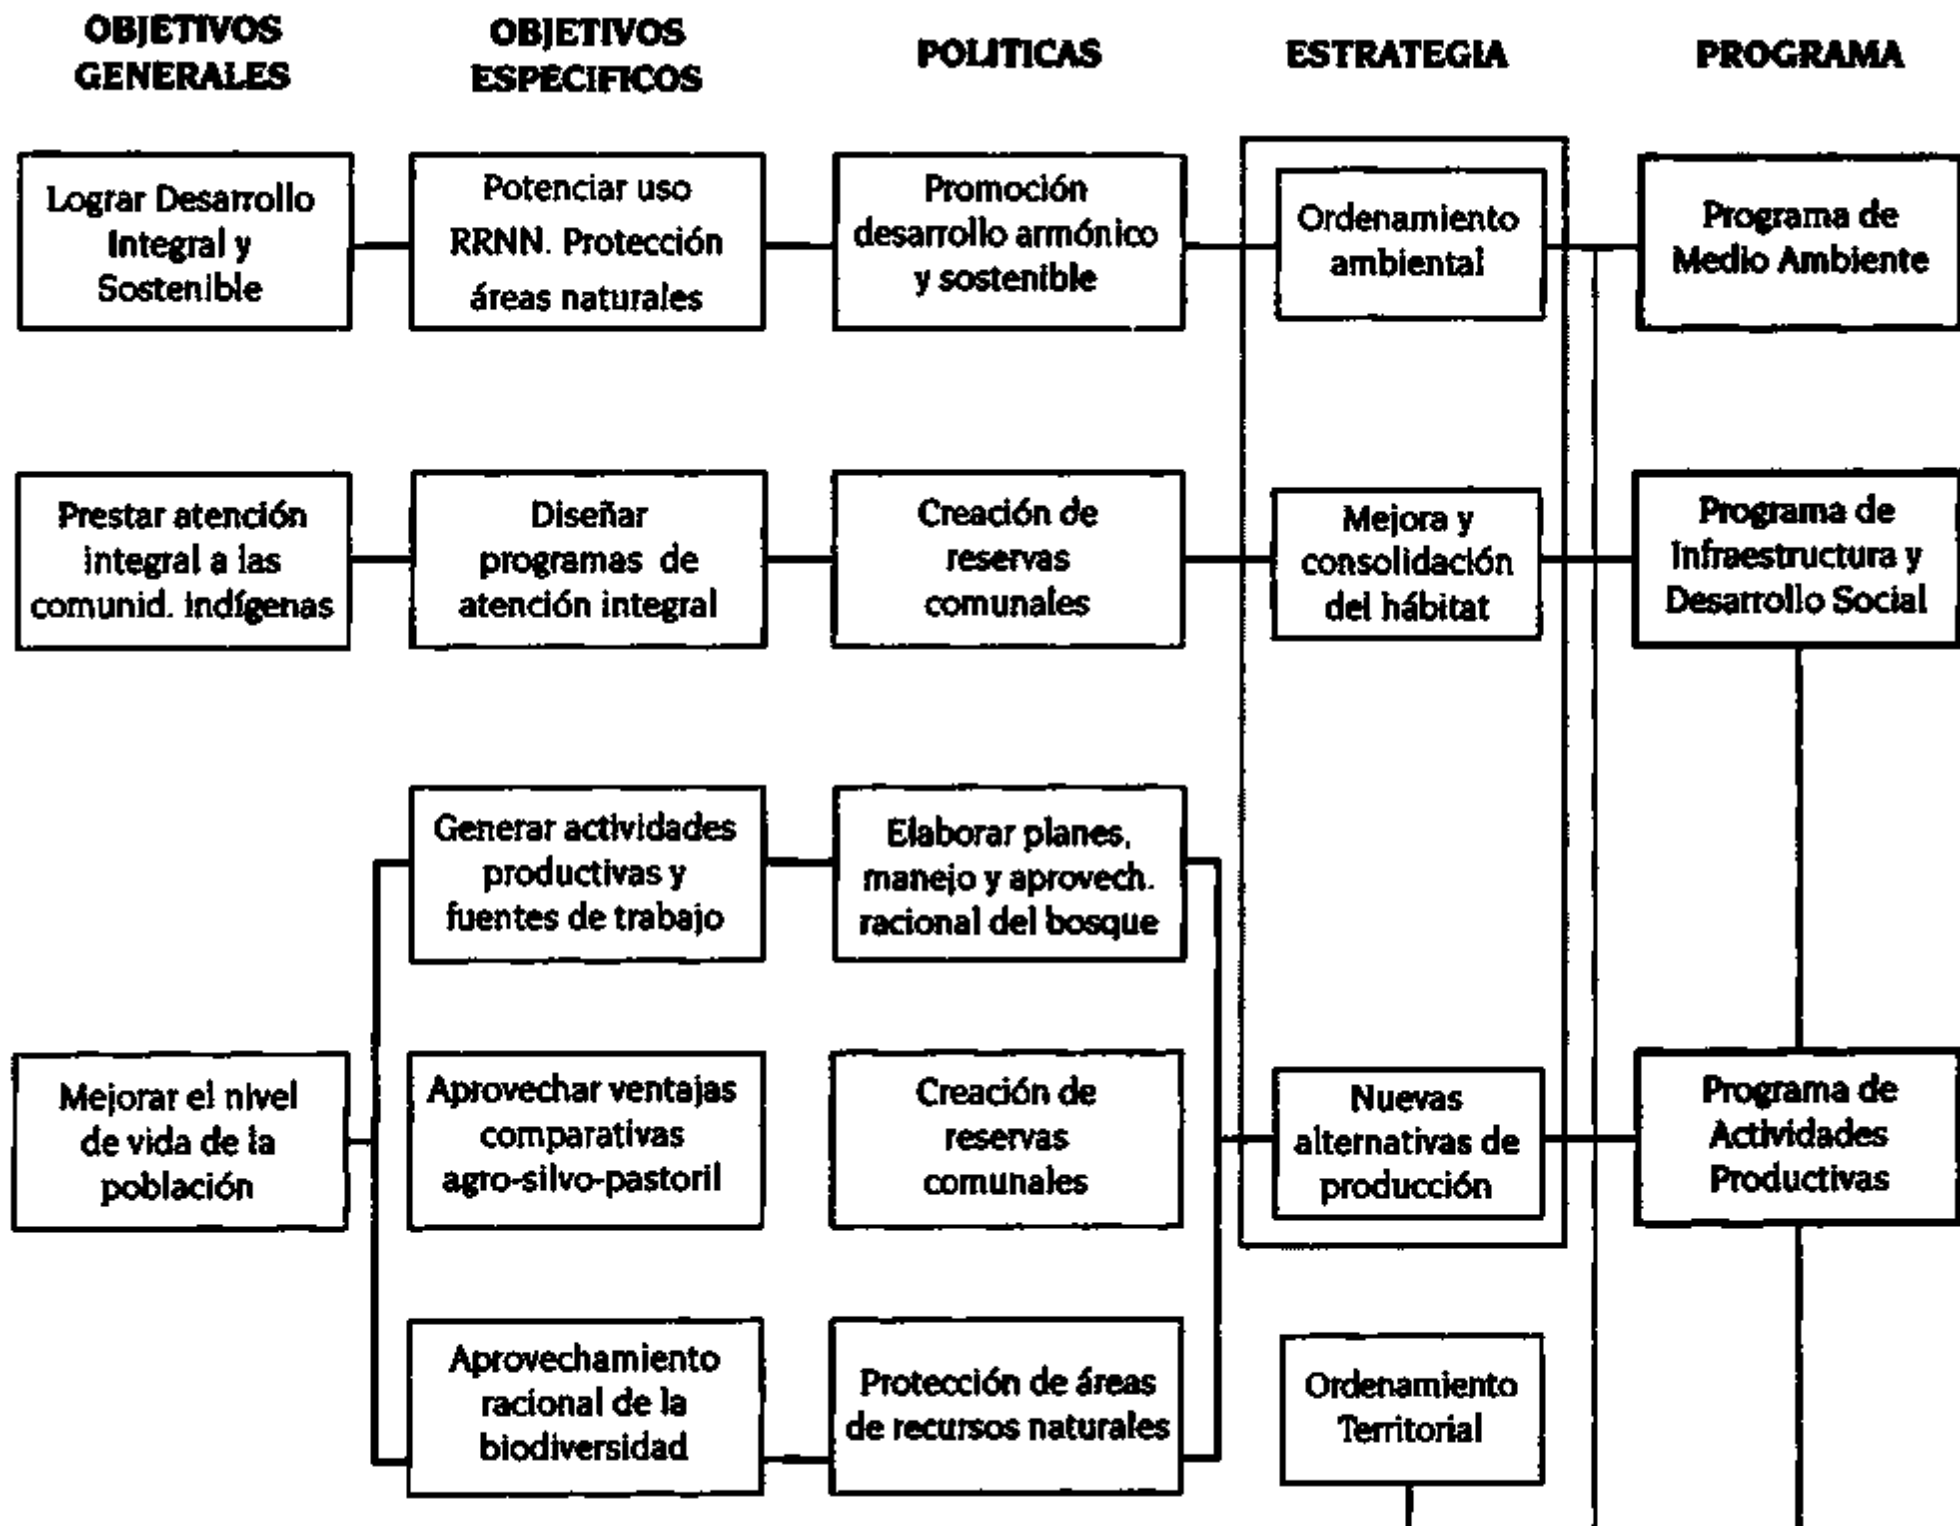 OBJETIVOS
GENERALES
OBJETIVOS
ESPECIFICOS
POLITICAS
ESTRATEGIA
PROGRAMA
Lograr Desarrollo
Integral y
Sostenible
Potenciar uso
RRNN. Protección
áreas naturales
Promoción
desarrollo armónico
y sostenible
Ordenamiento
ambiental
Programa de
Medio Ambiente
Prestar atención
integral a las
comunid. indígenas
Diseñar
programas de
atención integral
Creación de
reservas
comunales
Mejora y
consolidación
del hábitat
Programa de
Infraestructura y
Desarrollo Social
Generar actividades
productivas y
fuentes de trabajo
Elaborar planes,
manejo y aprovech.
racional del bosque
Mejorar el nivel
de vida de la
población
Aprovechar ventajas
comparativas
agro-silvo-pastoril
Creación de
reservas
comunales
Nuevas
alternativas de
producción
Programa de
Actividades
Productivas
Aprovechamiento
racional de la
biodiversidad
Protección de áreas
de recursos naturales
Ordenamiento
Territorial